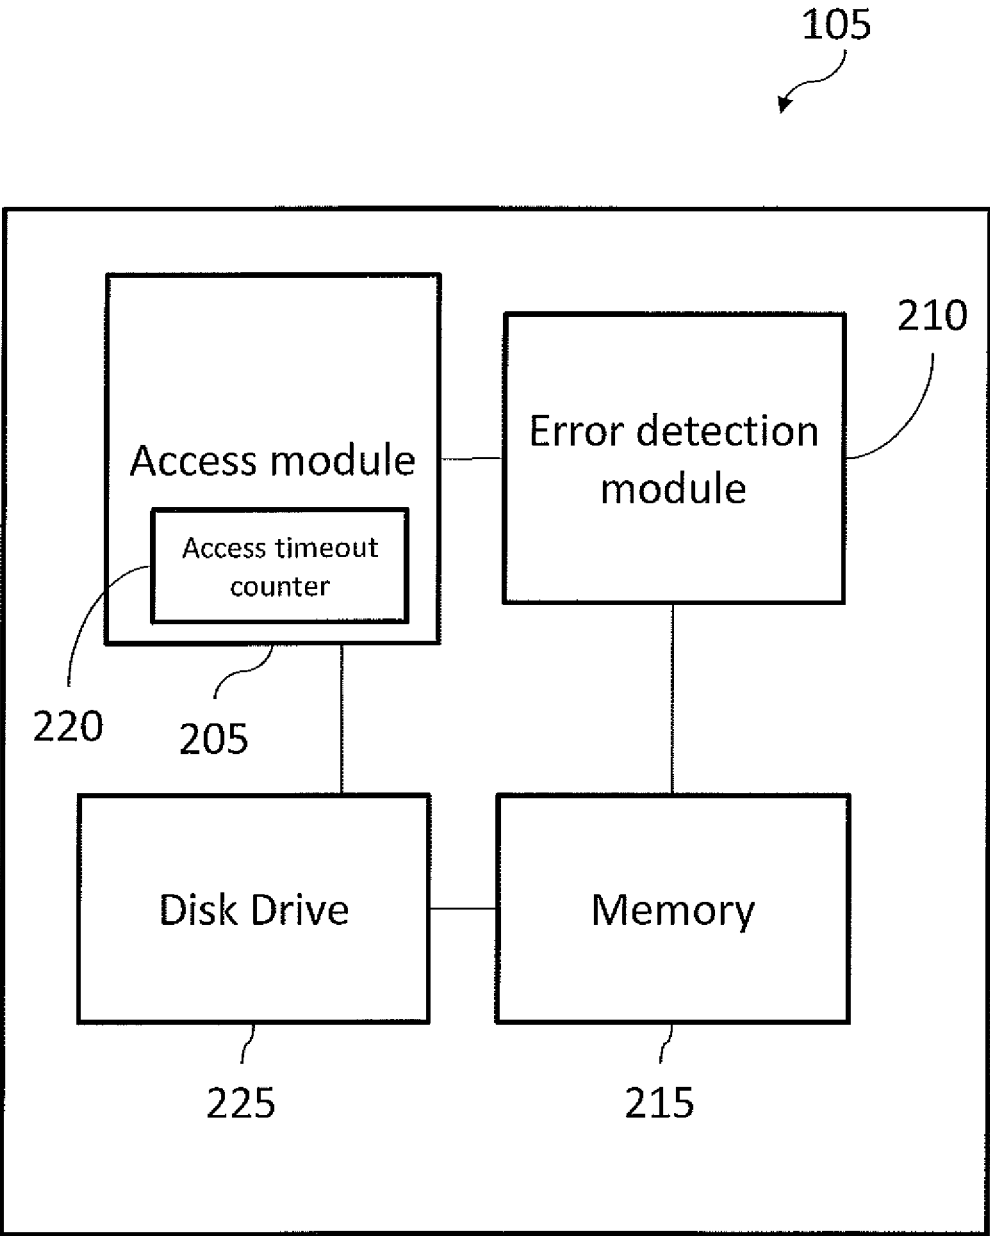 105
210
Error detection
module
Access module
Access timeout
counter
220
205
Disk Drive
Memory
225
215